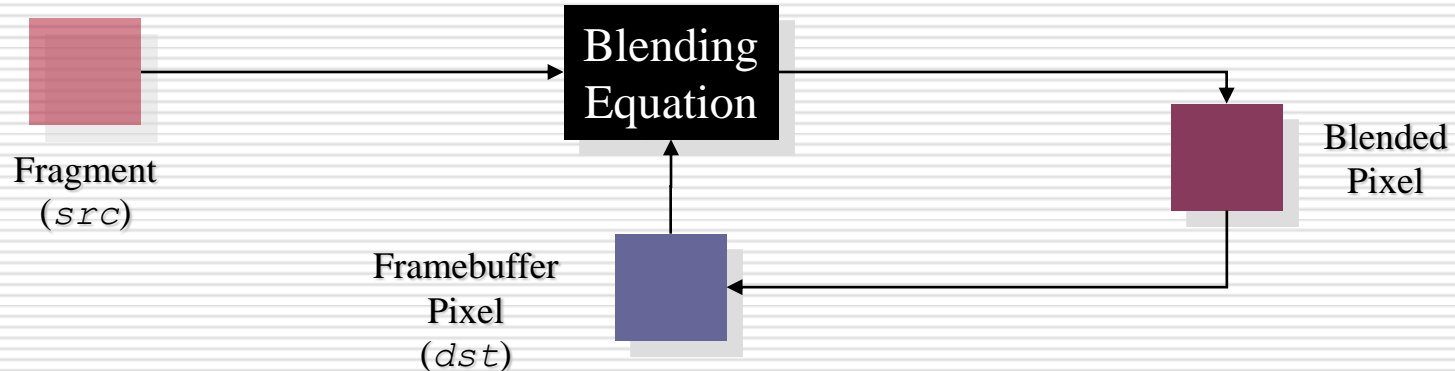 Blending
Equation
Fragment
(src)
Blended
Pixel
Framebuffer
Pixel
(dst)